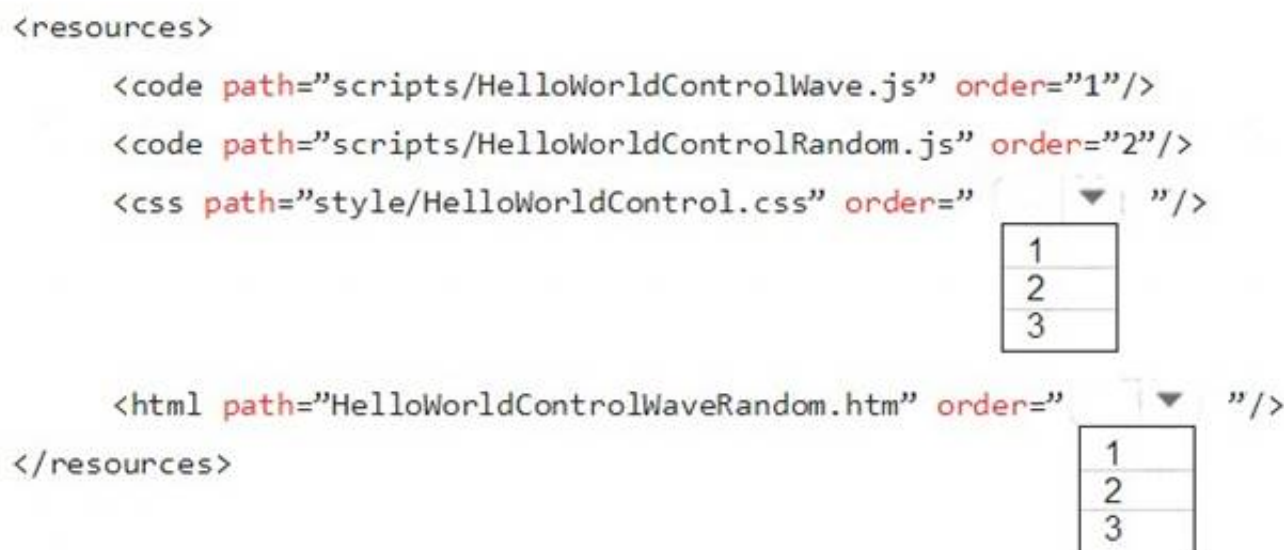 <resources>
<code path=”scripts/HelloWorldControlWave.js” order=”1”/>
<code path=”scripts/HelloWorldControlRandom.js” order=”2”/>
<css path=”style/HelloWorldControl.css” order=” ”/>
1
2
3
<html path=”HelloWorldControlWaveRandom.htm” order=” ”/>
</resources>
1
2
3